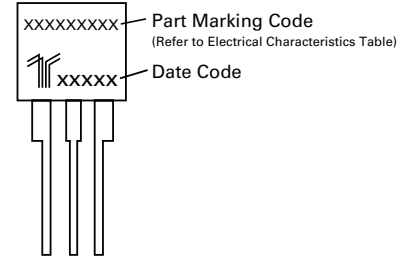 XXXXXXXXX
Part Marking Code
(Refer to Electrical Characteristics Table)
XXXXX
Date Code